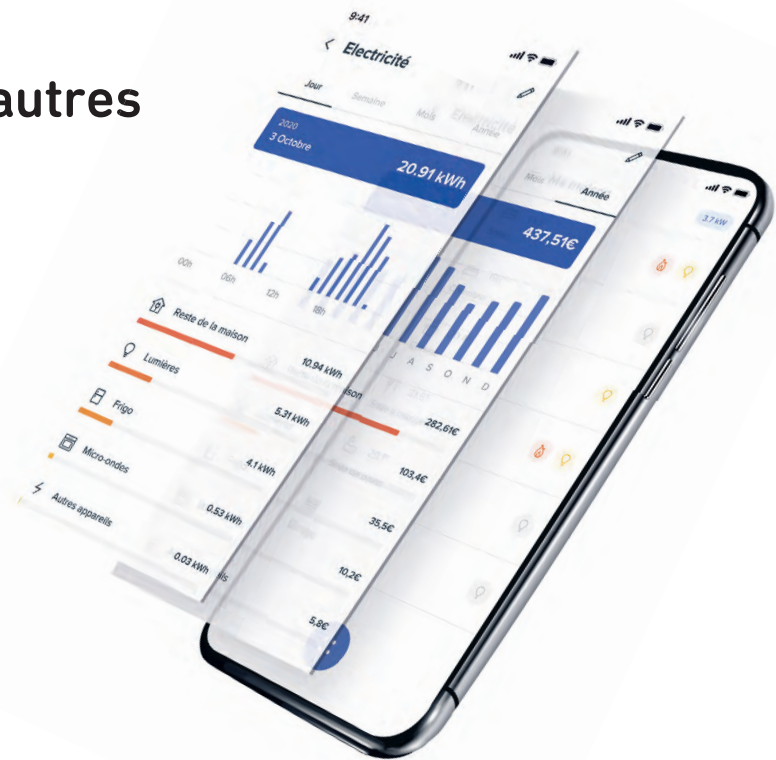 autres
9:41
Electricité
Jour Semaine Mois Année
2020
3 Octobre
20.91 kWh
00h 06h 12h 18h
Reste de la maison
10.94 kWh
Lumières
5.31 kWh
Frigo
4.1 kWh
Micro-ondes
0.53 kWh
Autres appareils
0.03 kWh
Mois Année
437,51€
J A S O N D
ison
282,61€
103,4€
35,5€
10,2€
ils
5,8€
3.7 kW